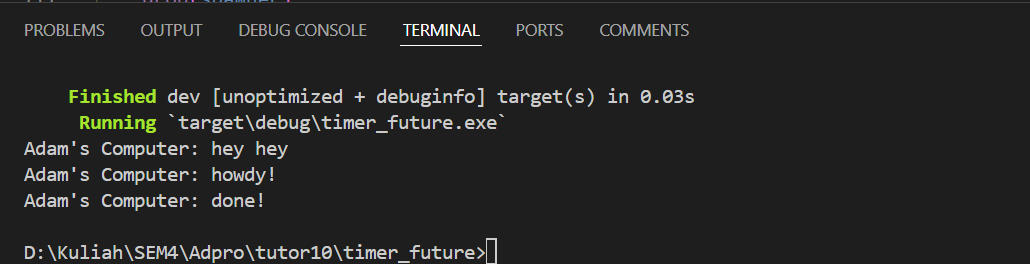 PROBLEMS OUTPUT DEBUG CONSOLE TERMINAL PORTS COMMENTS
Finished dev [unoptimized + debuginfo] target(s) in 0.03s
Running `target\debug\timer_future.exe`
Adam's Computer: hey hey
Adam's Computer: howdy!
Adam's Computer: done!
D:\Kuliah\SEM4\Adpro\tutor10\timer_future>